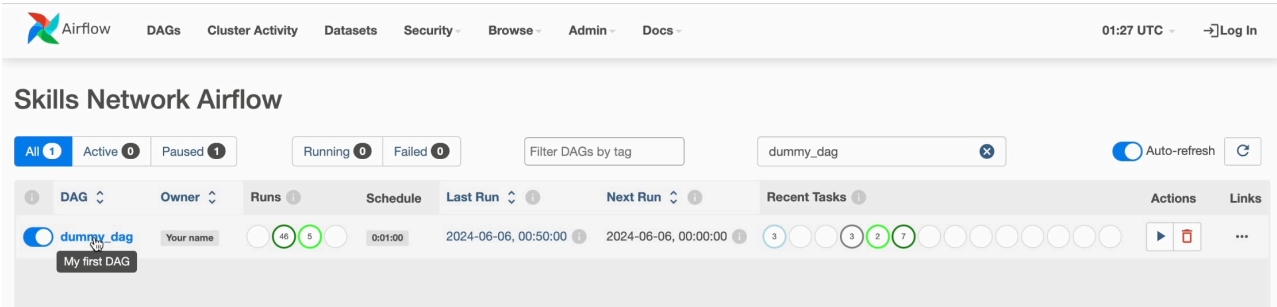 Airflow DAGs Cluster Activity Datasets Security Browse Admin Docs 01:27 UTC Log In
Skills Network Airflow
All 1 Active 0 Paused 1 Running 0 Failed 0 Filter DAGs by tag dummy_dag Auto-refresh
DAG Owner Runs Schedule Last Run Next Run Recent Tasks Actions Links
dummy_dag Your name 46 5 0:01:00 2024-06-06, 00:50:00 2024-06-06, 00:00:00 3 3 2 7
My first DAG